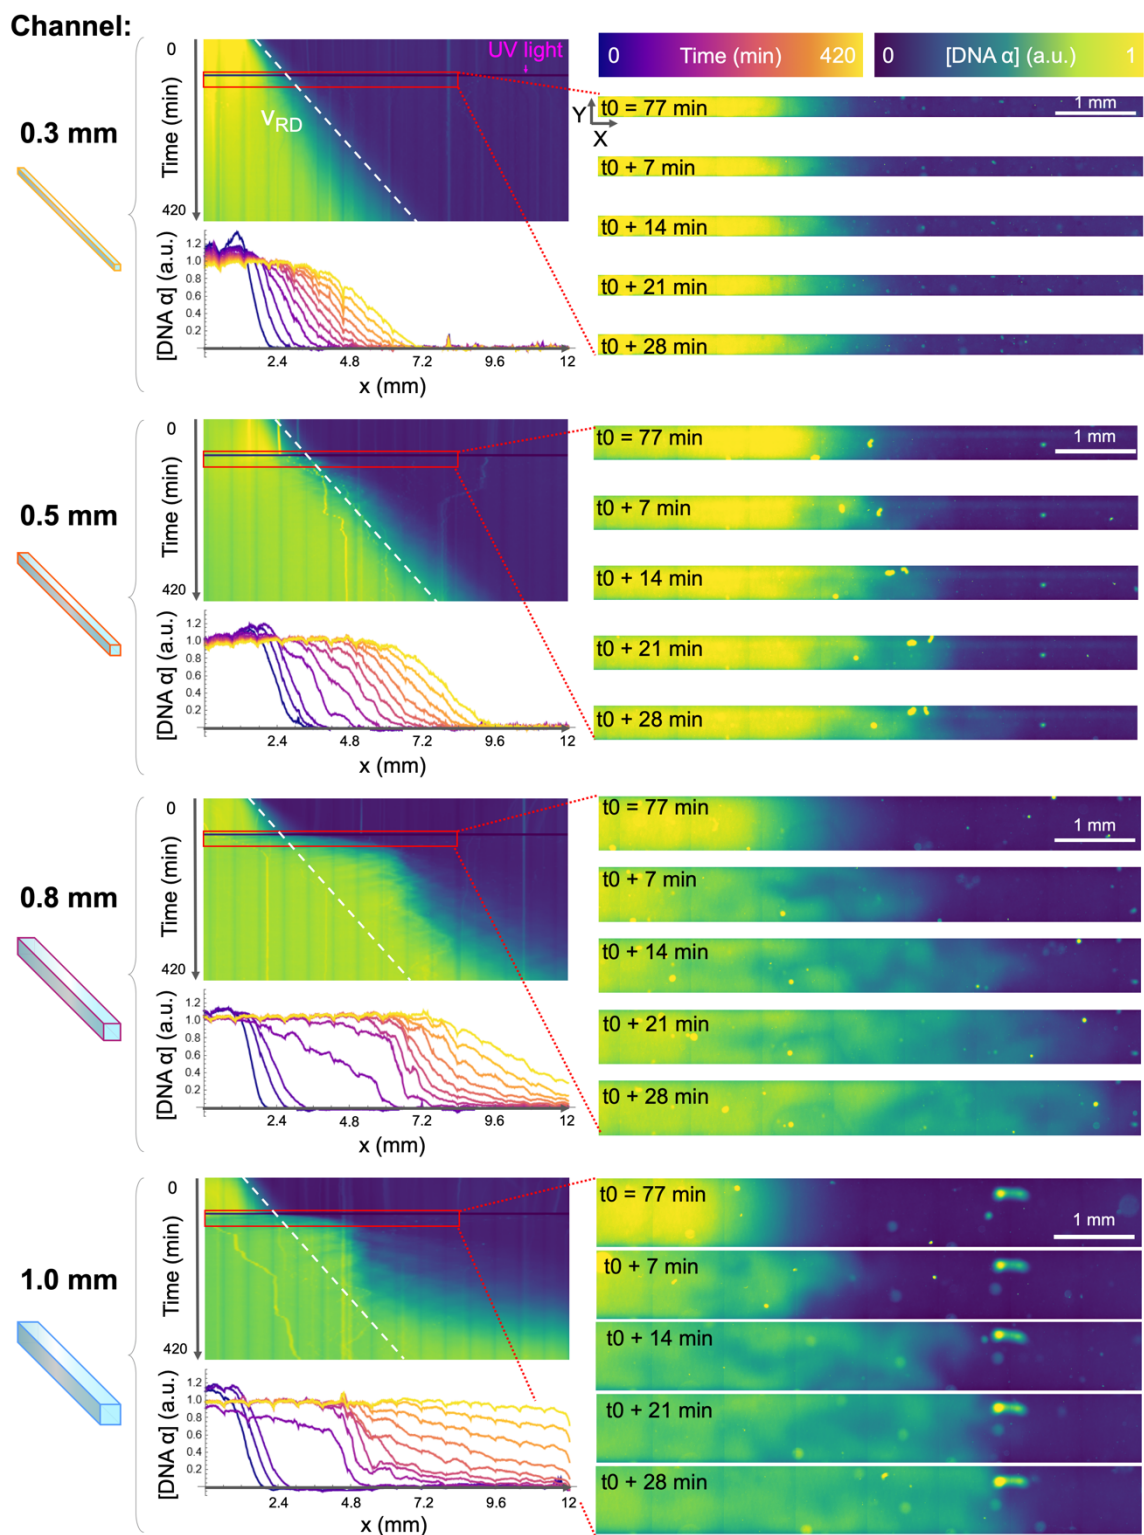 Channel:
0 Time (min) 420
0 [DNA α] (a.u.) 1
0.3 mm
0
Time (min)
420
UV light
VRD
[DNA α] (a.u.)
1.2
1.0
0.8
0.6
0.4
0.2
2.4 4.8 7.2 9.6 12
x (mm)
Y
X
t0 = 77 min
1 mm
t0 + 7 min
t0 + 14 min
t0 + 21 min
t0 + 28 min
0.5 mm
0
Time (min)
420
[DNA α] (a.u.)
1.2
1.0
0.8
0.6
0.4
0.2
2.4 4.8 7.2 9.6 12
x (mm)
t0 = 77 min
1 mm
t0 + 7 min
t0 + 14 min
t0 + 21 min
t0 + 28 min
0.8 mm
0
Time (min)
420
[DNA α] (a.u.)
1.2
1.0
0.8
0.6
0.4
0.2
2.4 4.8 7.2 9.6 12
x (mm)
t0 = 77 min
1 mm
t0 + 7 min
t0 + 14 min
t0 + 21 min
t0 + 28 min
1.0 mm
0
Time (min)
420
[DNA α] (a.u.)
1.2
1.0
0.8
0.6
0.4
0.2
2.4 4.8 7.2 9.6 12
x (mm)
t0 = 77 min
1 mm
t0 + 7 min
t0 + 14 min
t0 + 21 min
t0 + 28 min